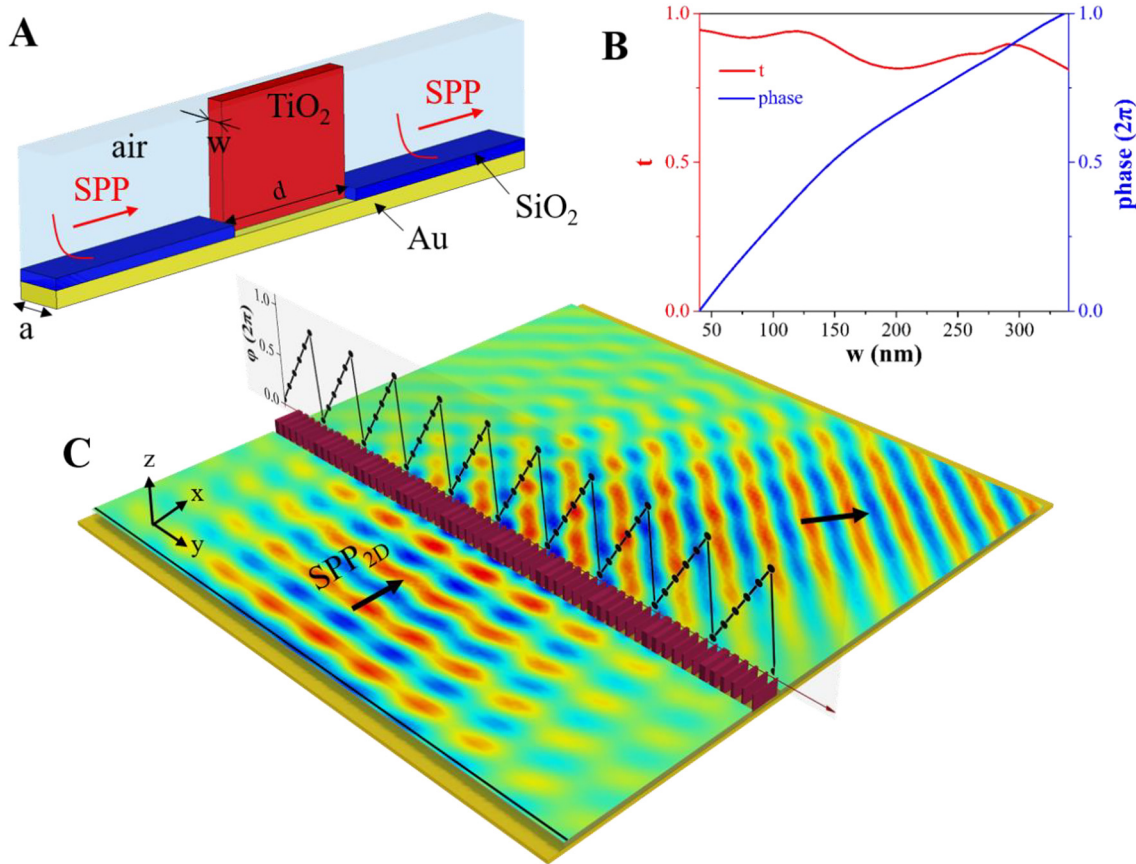 A
air
w
TiO₂
SPP
SPP
d
SiO₂
Au
a
B
1.0
0.5
0.0
t
t
phase
1.0
0.5
0.0
phase (2π)
50 100 150 200 250 300
w (nm)
C
1.0
0.5
0.0
φ (2π)
z
x
y
SPP₂D